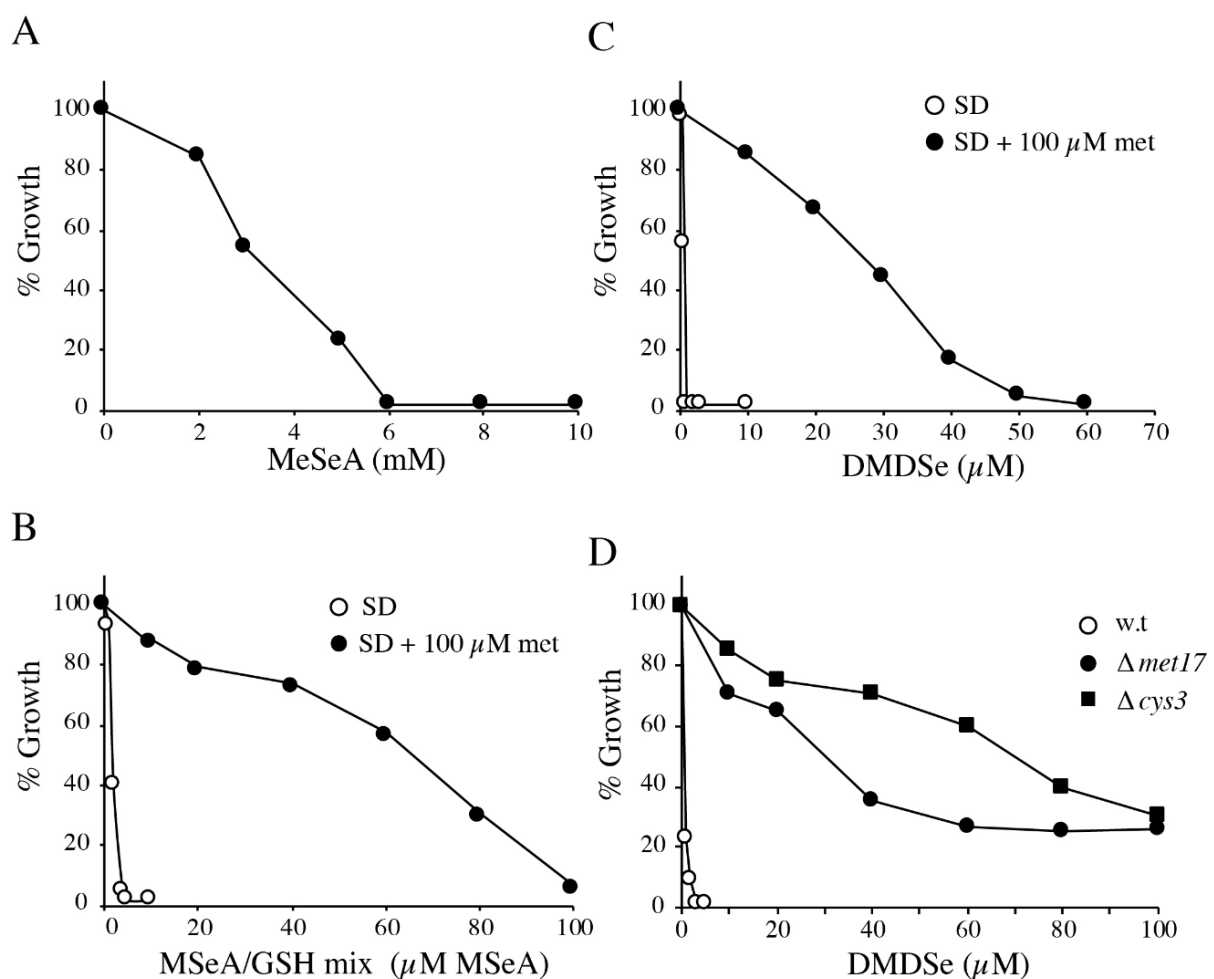 A
% Growth
100
80
60
40
20
0
0 2 4 6 8 10
MeSeA (mM)
C
% Growth
100
80
60
40
20
0
○ SD
● SD + 100 µM met
0 10 20 30 40 50 60 70
DMDSe (µM)
B
% Growth
100
80
60
40
20
0
○ SD
● SD + 100 µM met
0 20 40 60 80 100
MSeA/GSH mix (µM MSeA)
D
% Growth
100
80
60
40
20
0
○ w.t
● Δ met17
■ Δ cys3
0 20 40 60 80 100
DMDSe (µM)